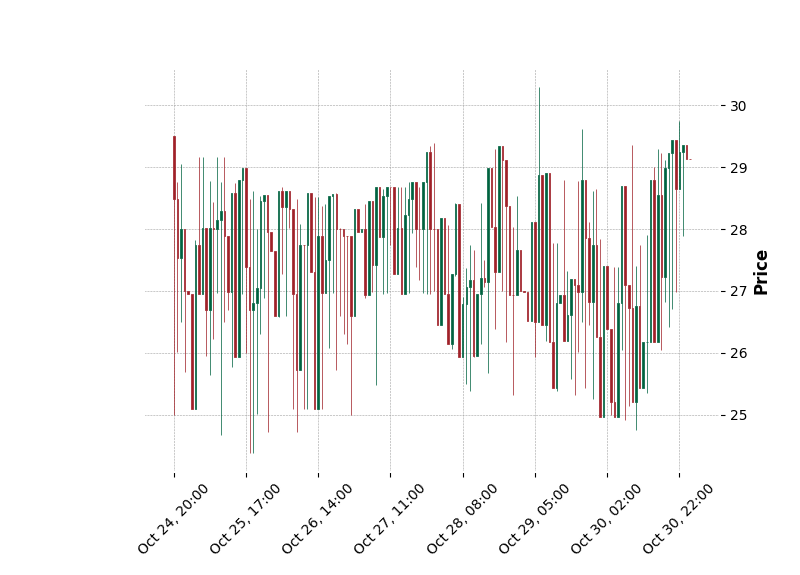 30
29
28
27
26
25
Price
Oct 24, 20:00
Oct 25, 17:00
Oct 26, 14:00
Oct 27, 11:00
Oct 28, 08:00
Oct 29, 05:00
Oct 30, 02:00
Oct 30, 22:00